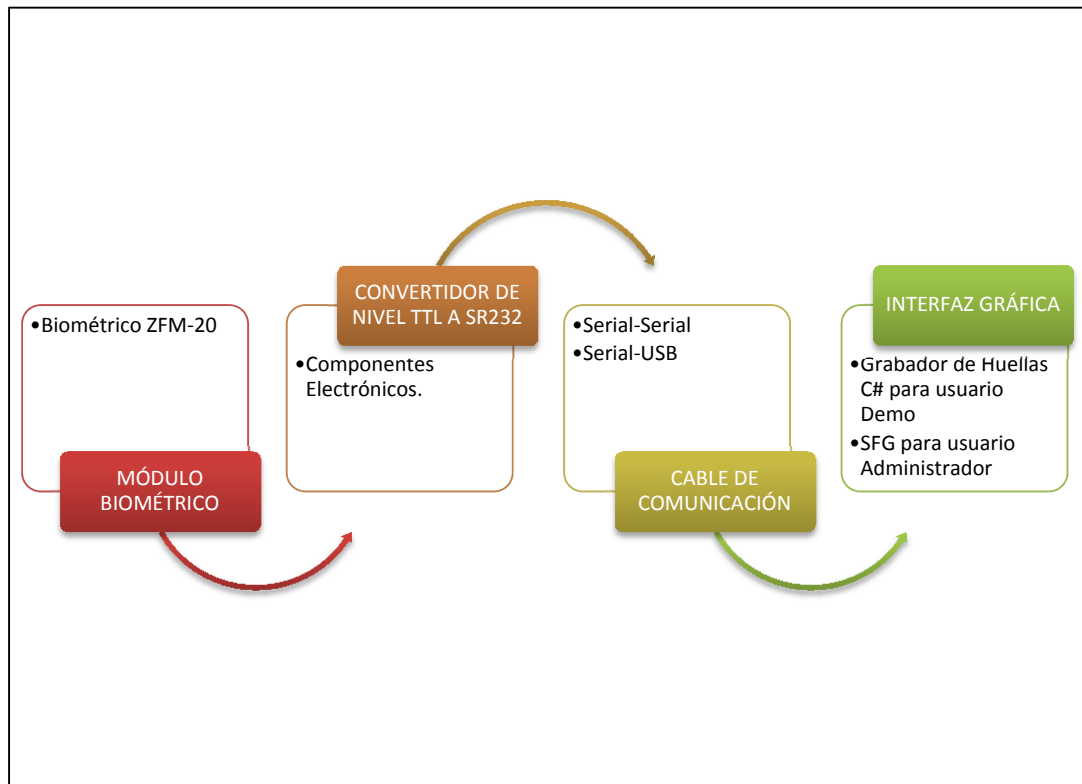 •Biométrico ZFM-20
MÓDULO
BIOMÉTRICO
CONVERTIDOR DE
NIVEL TTL A SR232
•Componentes
Electrónicos.
•Serial-Serial
•Serial-USB
CABLE DE
COMUNICACIÓN
INTERFAZ GRÁFICA
•Grabador de Huellas
C# para usuario
Demo
•SFG para usuario
Administrador